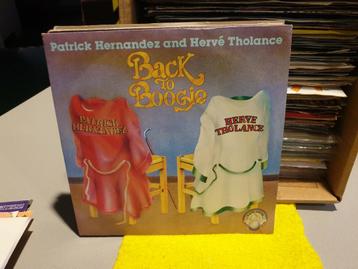 Patrick Hernandez and Hervé Tholance
Back
to
Boogie
PATRICK
HERNANDEZ
HERVE
THOLANCE